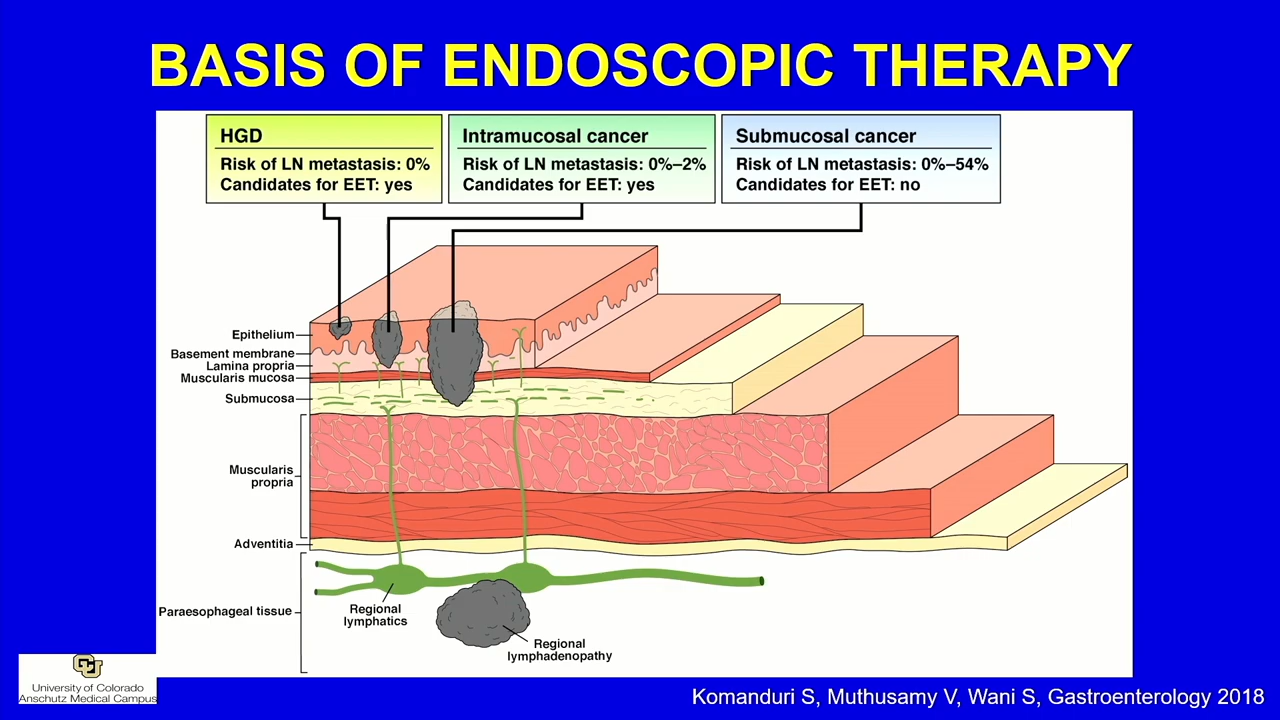 BASIS OF ENDOSCOPIC THERAPY
HGD
Risk of LN metastasis: 0%
Candidates for EET: yes
Intramucosal cancer
Risk of LN metastasis: 0%–2%
Candidates for EET: yes
Submucosal cancer
Risk of LN metastasis: 0%–54%
Candidates for EET: no
Epithelium
Basement membrane
Lamina propria
Muscularis mucosa
Submucosa
Muscularis
propria
Adventitia
Paraesophageal tissue
Regional
lymphatics
Regional
lymphadenopathy
CU
University of Colorado
Anschutz Medical Campus
Komanduri S, Muthusamy V, Wani S, Gastroenterology 2018